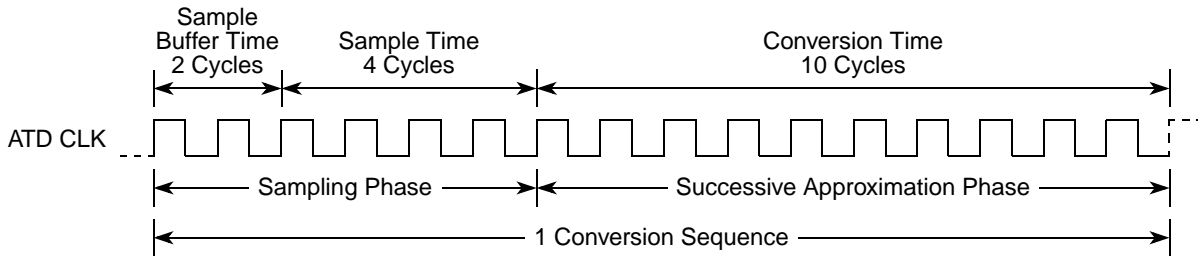 Sample
Buffer Time
2 Cycles
Sample Time
4 Cycles
Conversion Time
10 Cycles
ATD CLK
Sampling Phase
Successive Approximation Phase
1 Conversion Sequence